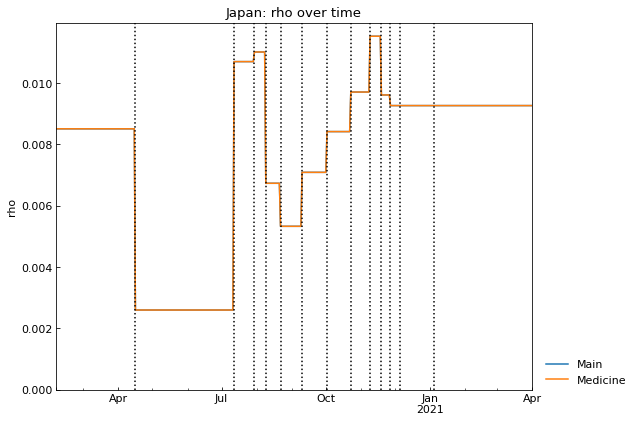 Japan: rho over time
rho
0.010
0.008
0.006
0.004
0.002
0.000
Apr
Jul
Oct
Jan
2021
Apr
Main
Medicine